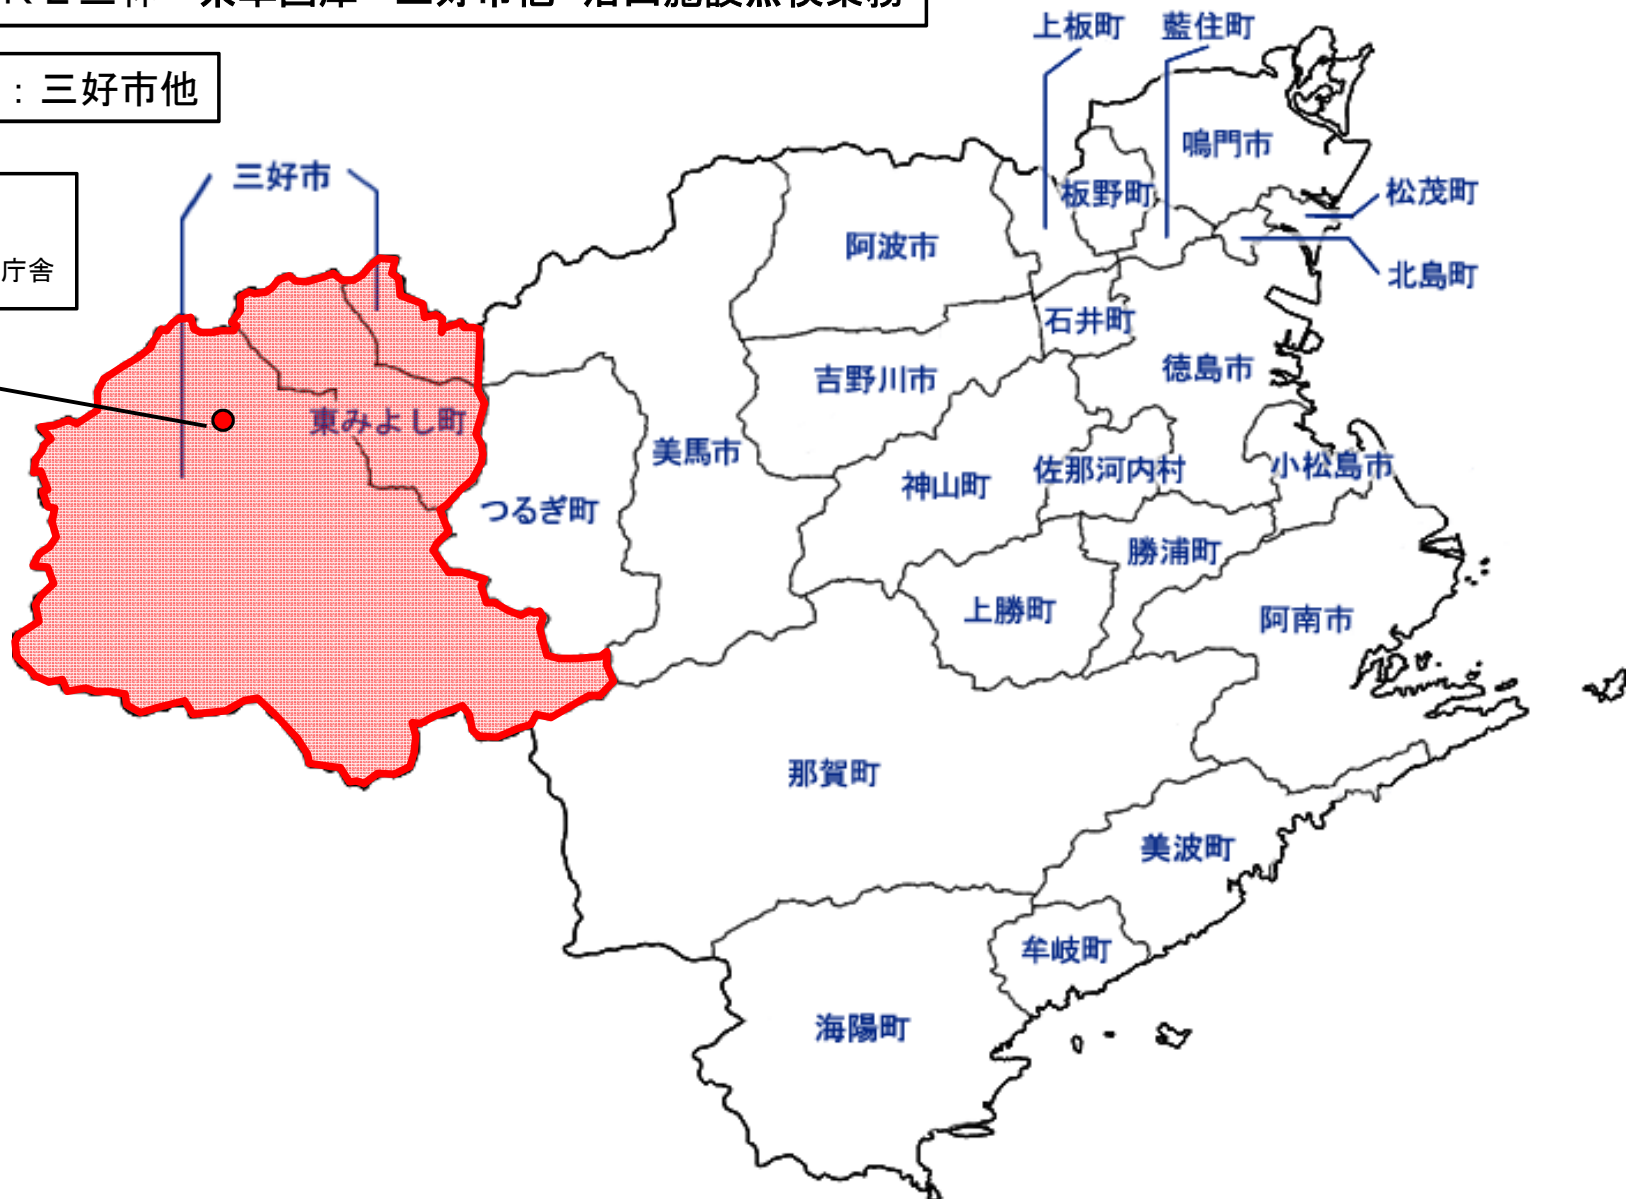 ：三好市他
庁舎
上板町
藍住町
鳴門市
三好市
板野町
松茂町
阿波市
北島町
石井町
徳島市
吉野川市
東みよし町
美馬市
佐那河内村
小松島市
神山町
つるぎ町
勝浦町
上勝町
阿南市
那賀町
美波町
牟岐町
海陽町